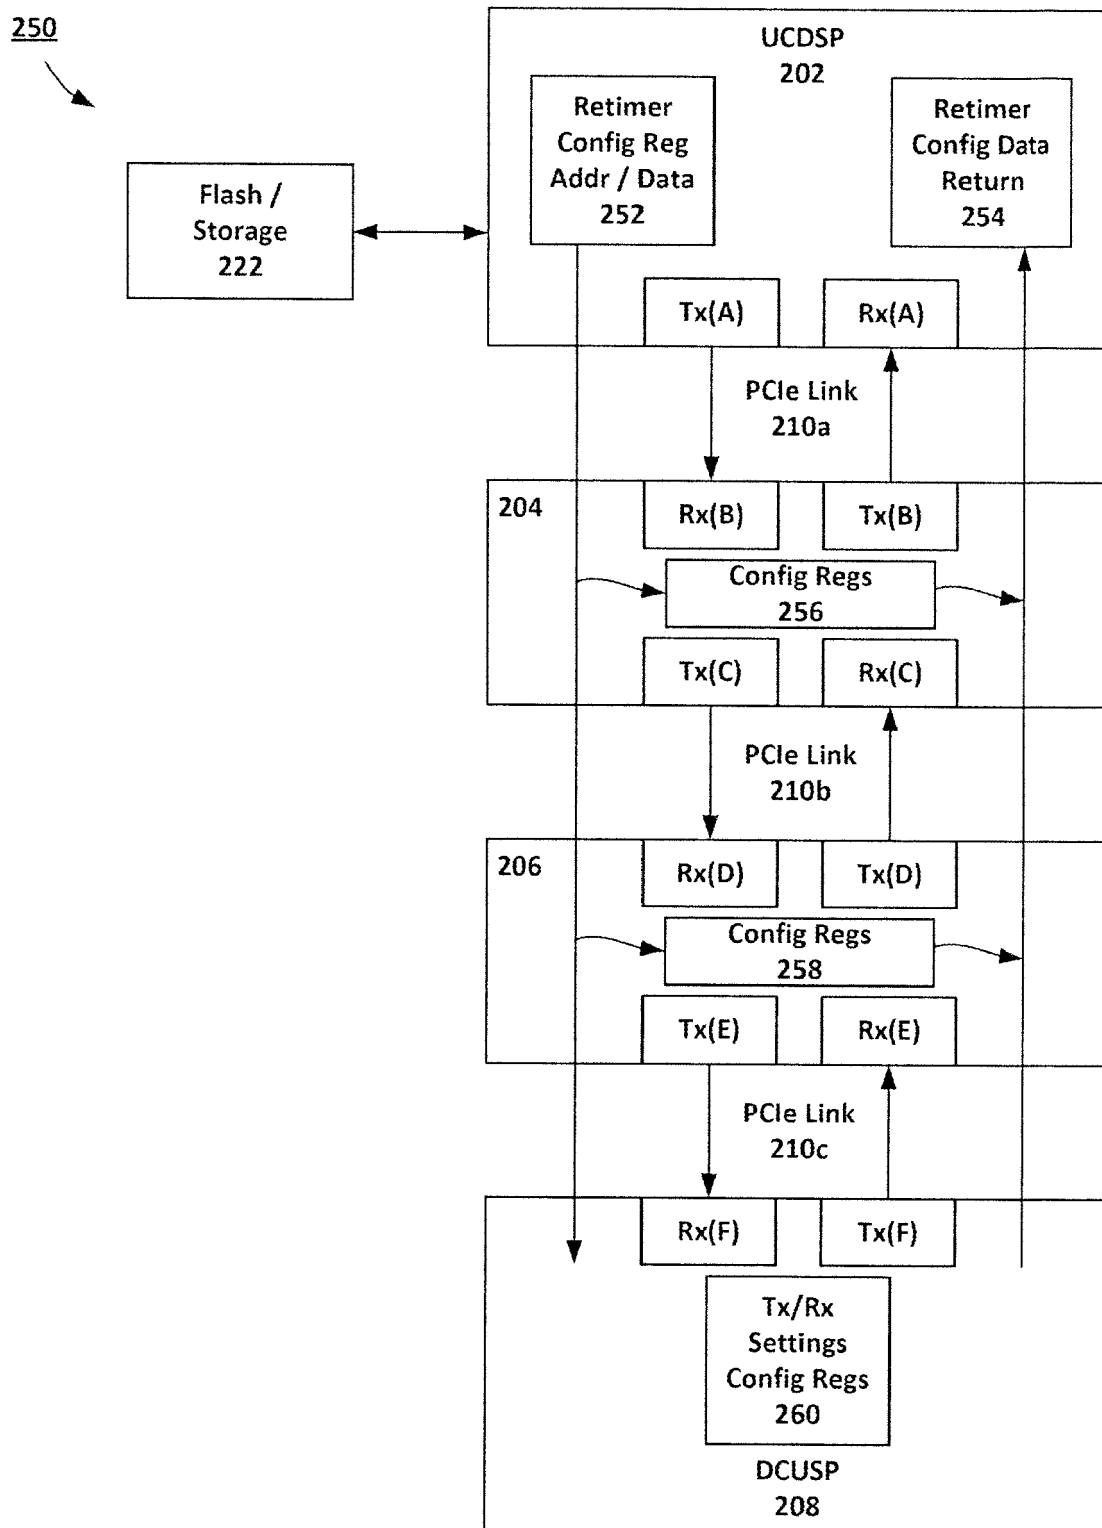 250
UCDSP
202
Retimer
Config Reg
Addr / Data
252
Retimer
Config Data
Return
254
Flash /
Storage
222
Tx(A)
Rx(A)
PCIe Link
210a
204
Rx(B)
Tx(B)
Config Regs
256
Tx(C)
Rx(C)
PCIe Link
210b
206
Rx(D)
Tx(D)
Config Regs
258
Tx(E)
Rx(E)
PCIe Link
210c
Rx(F)
Tx(F)
Tx/Rx
Settings
Config Regs
260
DCUSP
208